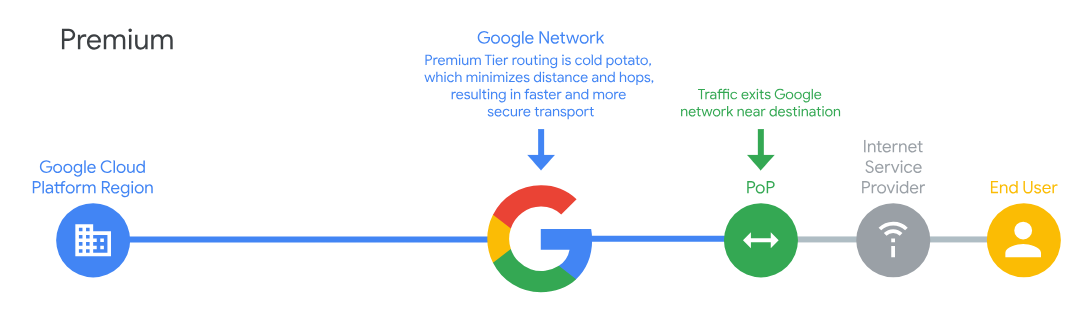 Premium
Google Network
Premium Tier routing is cold potato,
which minimizes distance and hops,
resulting in faster and more
secure transport
Traffic exits Google
network near destination
Google Cloud
Platform Region
PoP
Internet
Service
Provider
End User